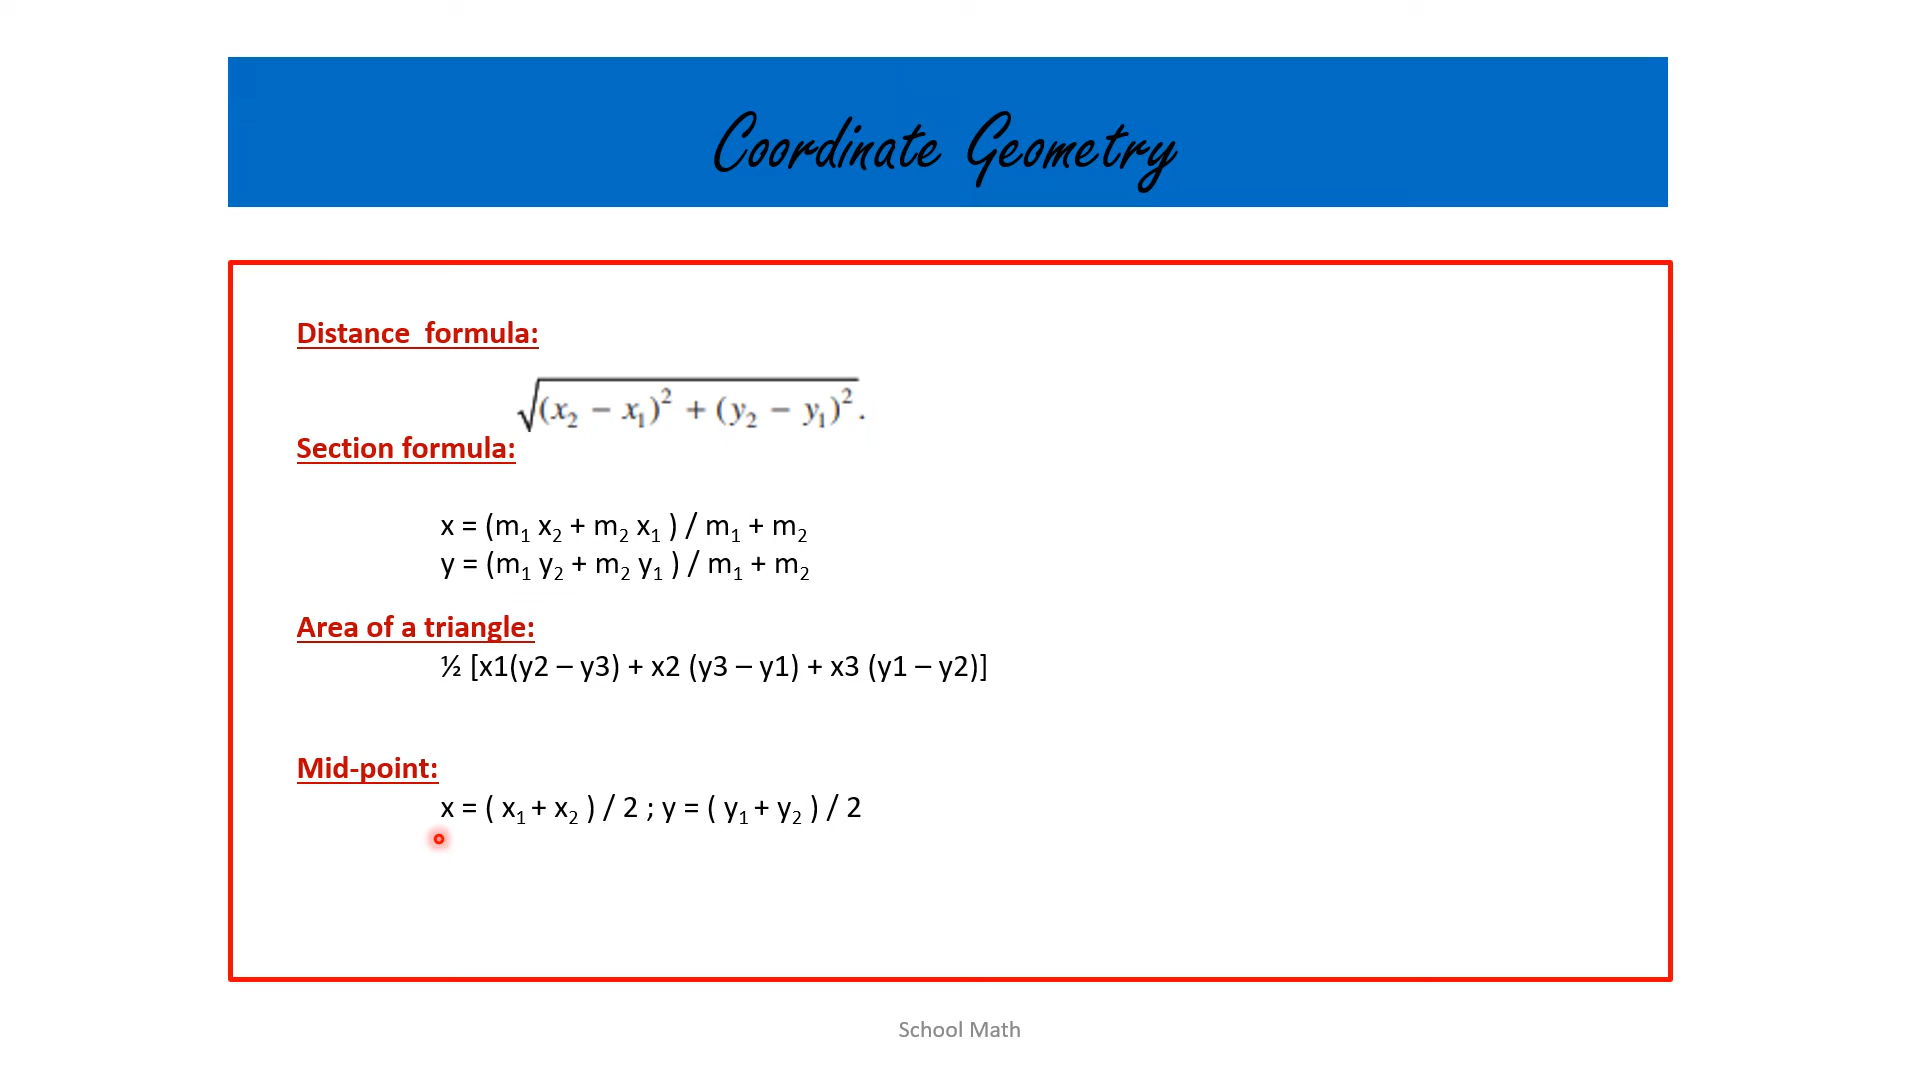 Coordinate Geometry
Distance  formula:
√(x₂ − x₁)² + (y₂ − y₁)².
Section formula:
x = (m₁ x₂ + m₂ x₁ ) / m₁ + m₂
y = (m₁ y₂ + m₂ y₁ ) / m₁ + m₂
Area of a triangle:
½ [x1(y2 – y3) + x2 (y3 – y1) + x3 (y1 – y2)]
Mid-point:
x = ( x₁ + x₂ ) / 2 ; y = ( y₁ + y₂ ) / 2
School Math